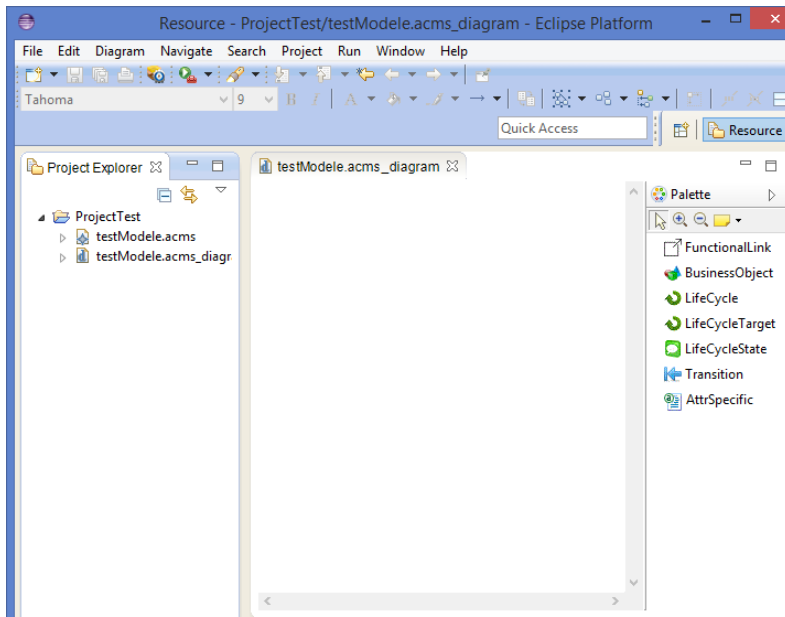 Resource - ProjectTest/testModele.acms_diagram - Eclipse Platform
File Edit Diagram Navigate Search Project Run Window Help
Tahoma 9 B I A
Quick Access Resource
Project Explorer testModele.acms_diagram
Palette
ProjectTest
testModele.acms
testModele.acms_diagr
FunctionalLink
BusinessObject
LifeCycle
LifeCycleTarget
LifeCycleState
Transition
AttrSpecific